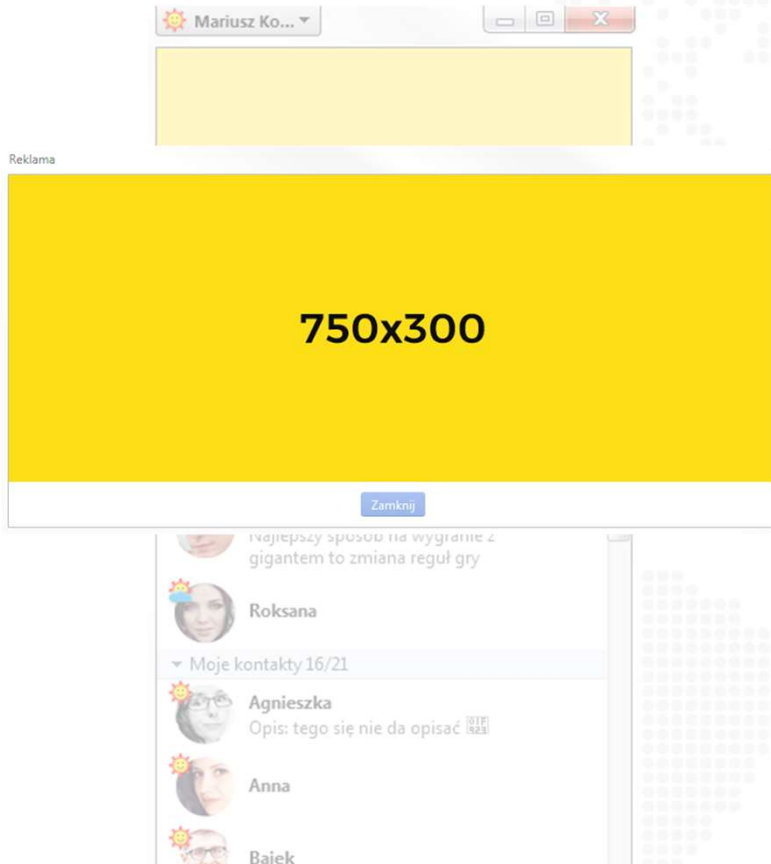 Mariusz Ko...
Reklama
750x300
Zamknij
Najlepszy sposób na wygranie z
gigantem to zmiana reguł gry
Roksana
Moje kontakty 16/21
Agnieszka
Opis: tego się nie da opisać
Anna
Bajek